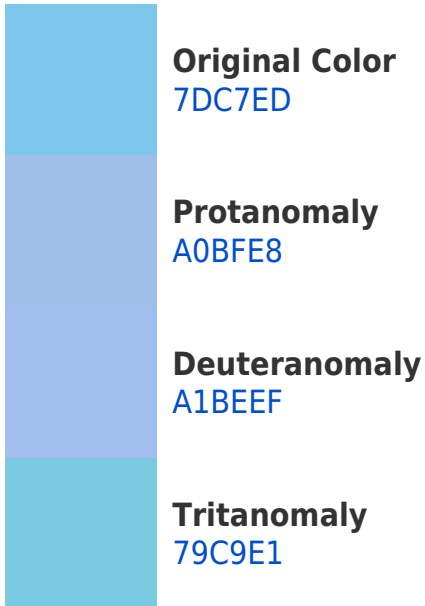 Original Color
7DC7ED
Protanomaly
A0BFE8
Deuteranomaly
A1BEEF
Tritanomaly
79C9E1